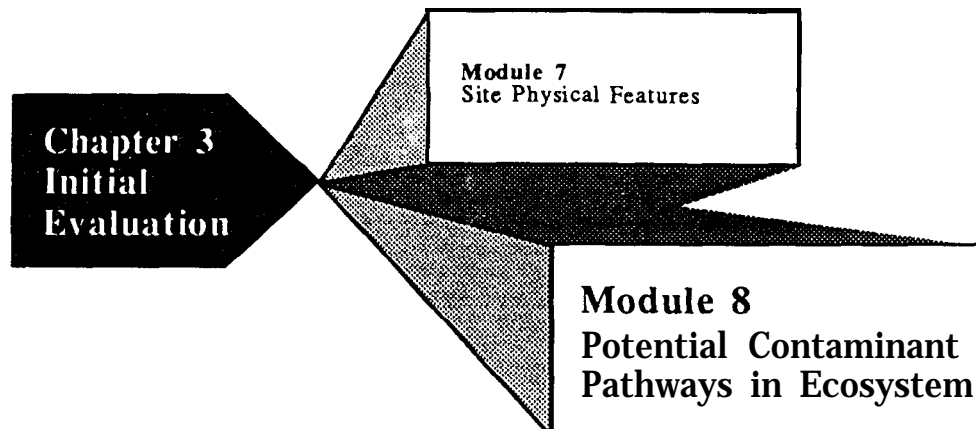 Chapter 3
Initial
Evaluation
Module 7
Site Physical Features
Module 8
Potential Contaminant
Pathways in Ecosystem